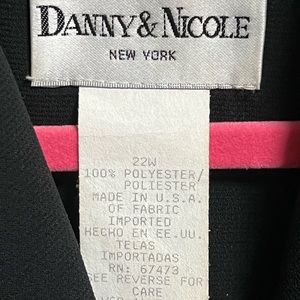 DANNY & NICOLE
NEW YORK
22W
100% POLYESTER/
POLIESTER
MADE IN U.S.A.
OF FABRIC
IMPORTED
HECHO EN EE.UU.
TELAS
IMPORTADAS
RN: 67473
SEE REVERSE FOR
CARE